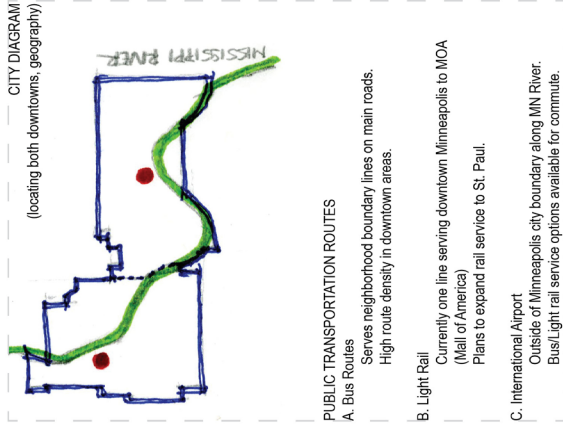 CITY DIAGRAM
(locating both downtowns, geography)
MISSISSIPPI RIVER
PUBLIC TRANSPORTATION ROUTES
A. Bus Routes
Serves neighborhood boundary lines on main roads.
High route density in downtown areas.
B. Light Rail
Currently one line serving downtown Minneapolis to MOA
(Mall of America)
Plans to expand rail service to St. Paul.
C. International Airport
Outside of Minneapolis city boundary along MN River.
Bus/Light rail service options available for commute.